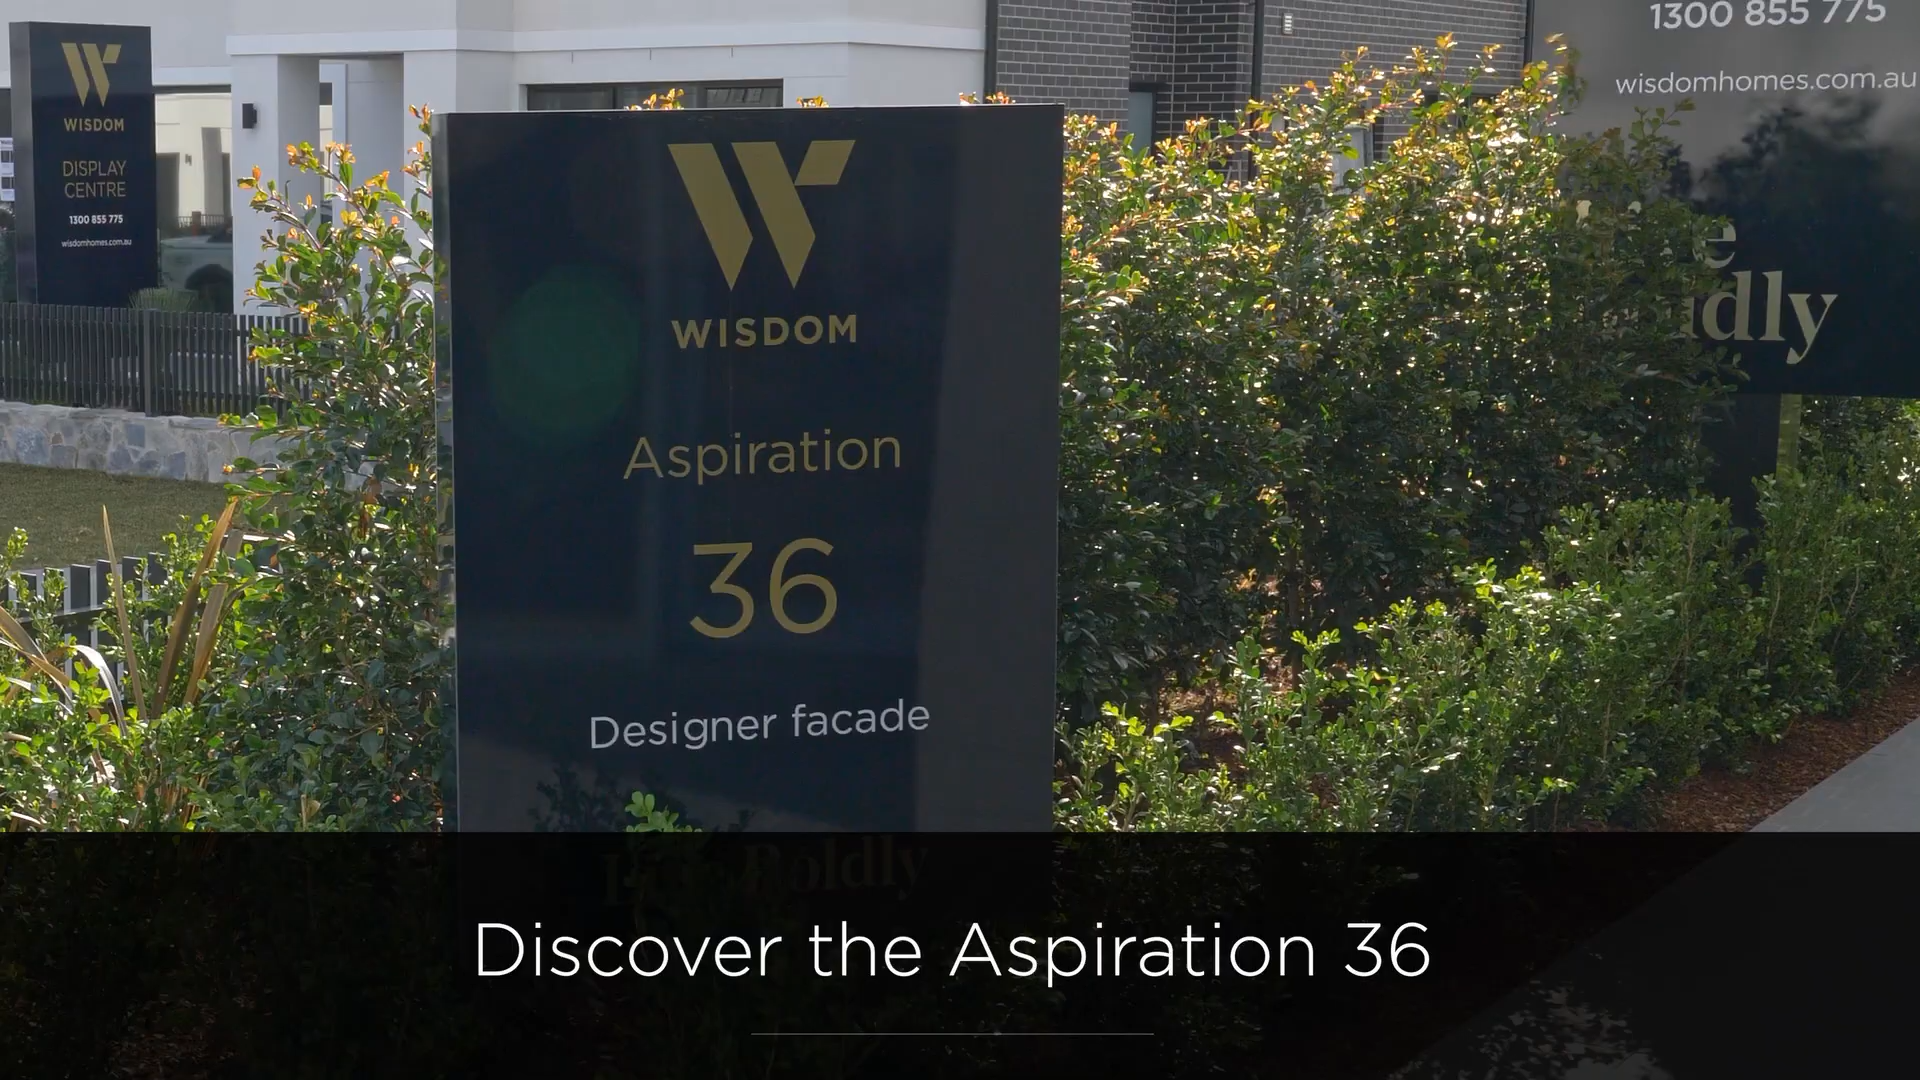 WISDOM
DISPLAY
CENTRE
1300 855 775
wisdomhomes.com.au
WISDOM
Aspiration
36
Designer facade
Boldly
1300 855 775
wisdomhomes.com.au
Discover the Aspiration 36